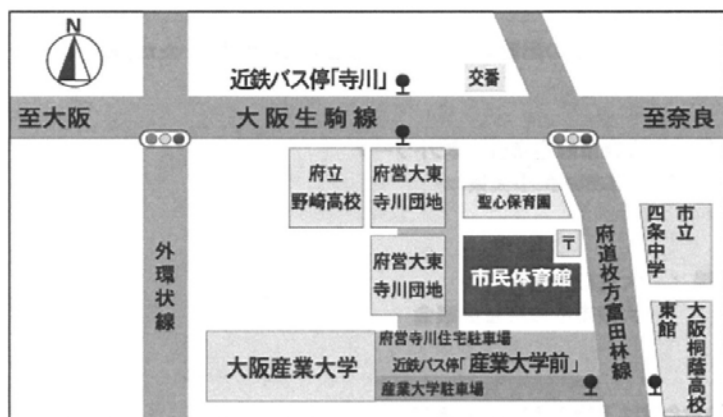 N
近鉄バス停「寺川」
交番
至大阪
大阪生駒線
至奈良
府立
野崎高校
府営大東
寺川団地
聖心保育園
市立
四条中学
外環状線
府営大東
寺川団地
市民体育館
〒
府道枚方富田林線
大阪桐蔭高校
東館
府営寺川住宅駐車場
大阪産業大学
近鉄バス停「産業大学前」
産業大学駐車場